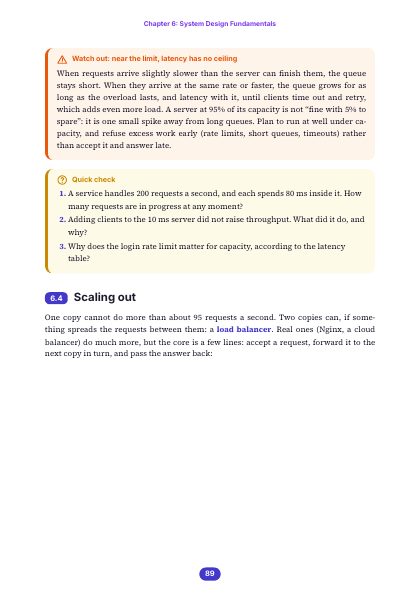 Chapter 6: System Design Fundamentals
Watch out: near the limit, latency has no ceiling
When requests arrive slightly slower than the server can finish them, the queue
stays short. When they arrive at the same rate or faster, the queue grows for as
long as the overload lasts, and latency with it, until clients time out and retry,
which adds even more load. A server at 95% of its capacity is not “fine with 5% to
spare”: it is one small spike away from long queues. Plan to run at well under ca-
pacity, and refuse excess work early (rate limits, short queues, timeouts) rather
than accept it and answer late.
Quick check
1. A service handles 200 requests a second, and each spends 80 ms inside it. How
many requests are in progress at any moment?
2. Adding clients to the 10 ms server did not raise throughput. What did it do, and
why?
3. Why does the login rate limit matter for capacity, according to the latency
table?
6.4 Scaling out
One copy cannot do more than about 95 requests a second. Two copies can, if some-
thing spreads the requests between them: a load balancer. Real ones (Nginx, a cloud
balancer) do much more, but the core is a few lines: accept a request, forward it to the
next copy in turn, and pass the answer back:
89